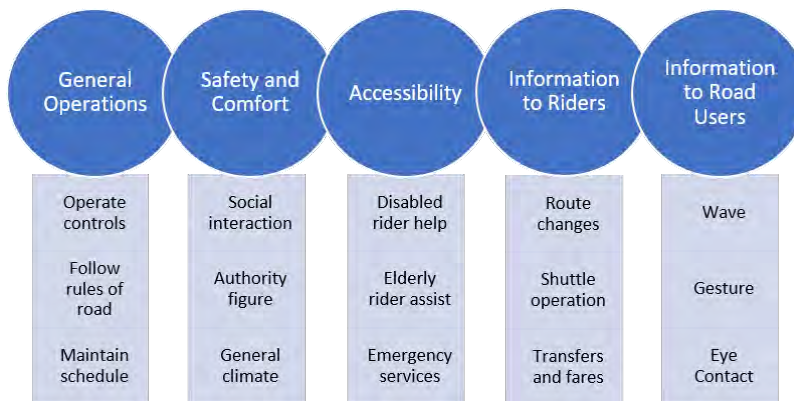 General
Operations
Safety and
Comfort
Accessibility
Information
to Riders
Information
to Road
Users
Operate
controls
Follow
rules of
road
Maintain
schedule
Social
interaction
Authority
figure
General
climate
Disabled
rider help
Elderly
rider assist
Emergency
services
Route
changes
Shuttle
operation
Transfers
and fares
Wave
Gesture
Eye
Contact